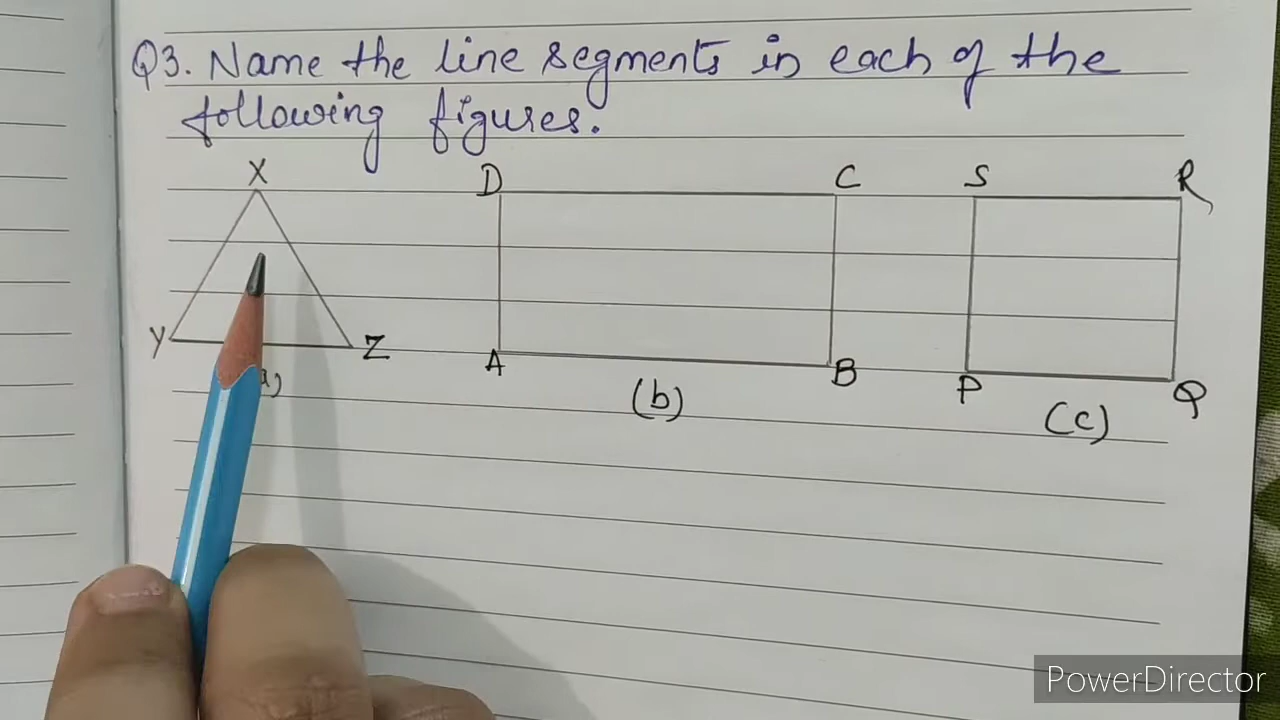 Q3. Name the line segments in each of the
following figures.
X
D
C
S
R
Y
Z
A
B
P
Q
(b)
(c)
PowerDirector